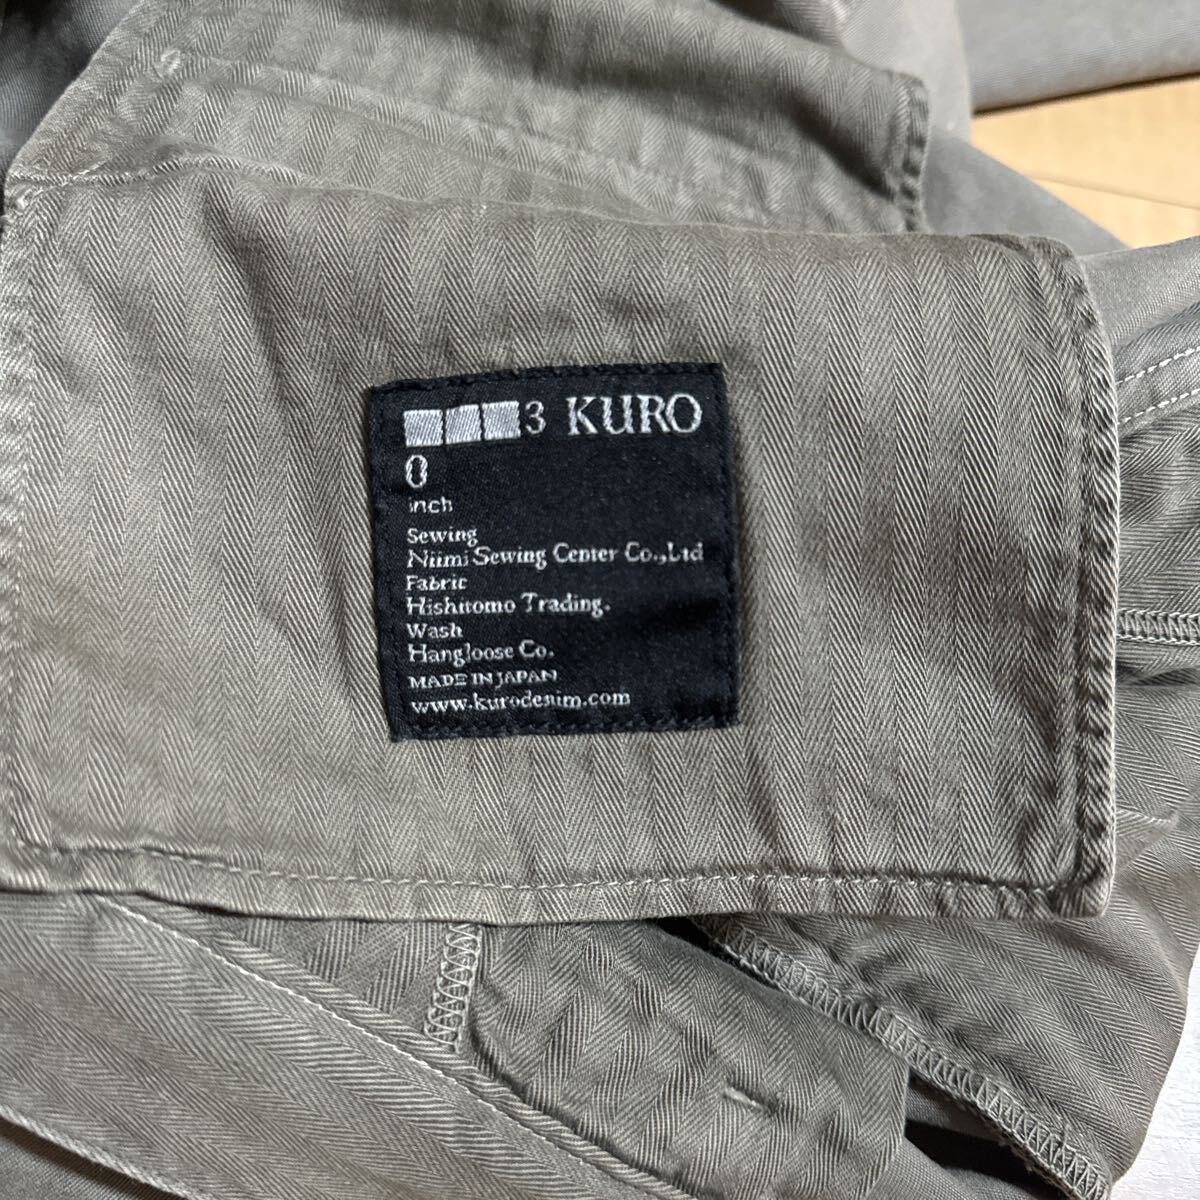 3 KURO
0
inch
Sewing
Niimi Sewing Center Co.,Ltd
Fabric
Hishitomo Trading.
Wash
Hangloose Co.
MADE IN JAPAN
www.kurodenim.com